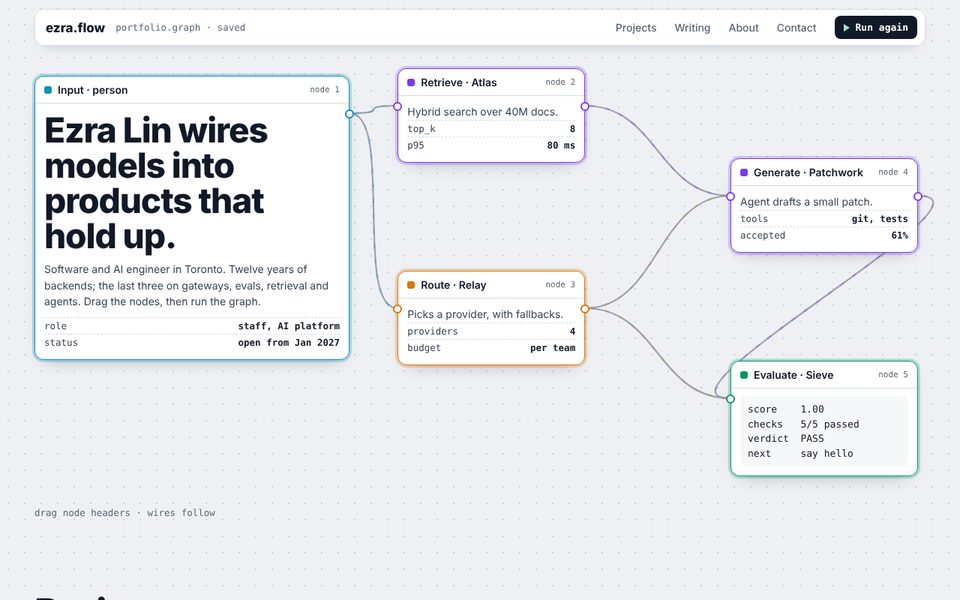 ezra.flow portfolio.graph · saved Projects Writing About Contact ▶ Run again
Input · person node 1
Ezra Lin wires
models into
products that
hold up.
Software and AI engineer in Toronto. Twelve years of
backends; the last three on gateways, evals, retrieval and
agents. Drag the nodes, then run the graph.
role staff, AI platform
status open from Jan 2027
Retrieve · Atlas node 2
Hybrid search over 40M docs.
top_k 8
p95 80 ms
Route · Relay node 3
Picks a provider, with fallbacks.
providers 4
budget per team
Generate · Patchwork node 4
Agent drafts a small patch.
tools git, tests
accepted 61%
Evaluate · Sieve node 5
score 1.00
checks 5/5 passed
verdict PASS
next say hello
drag node headers · wires follow